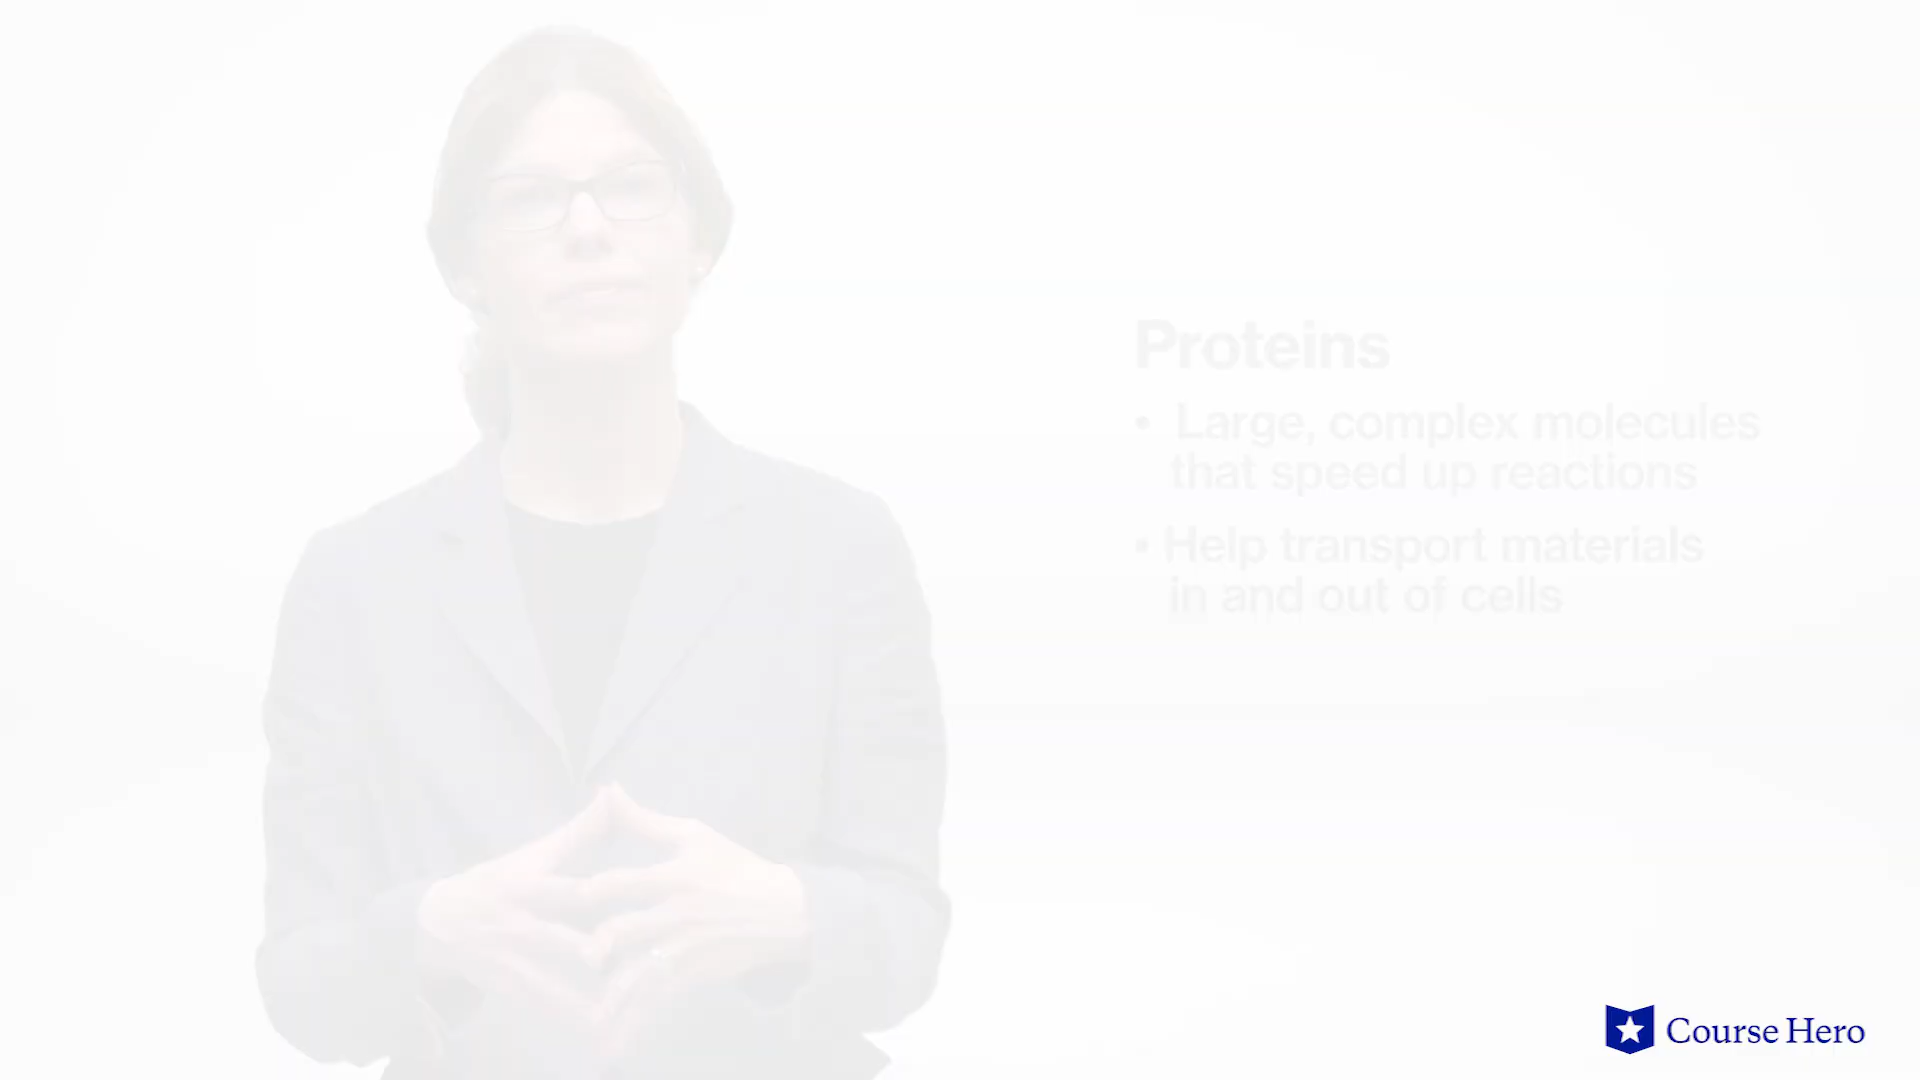 Proteins
• Large, complex molecules
that speed up reactions
• Help transport materials
in and out of cells
Course Hero